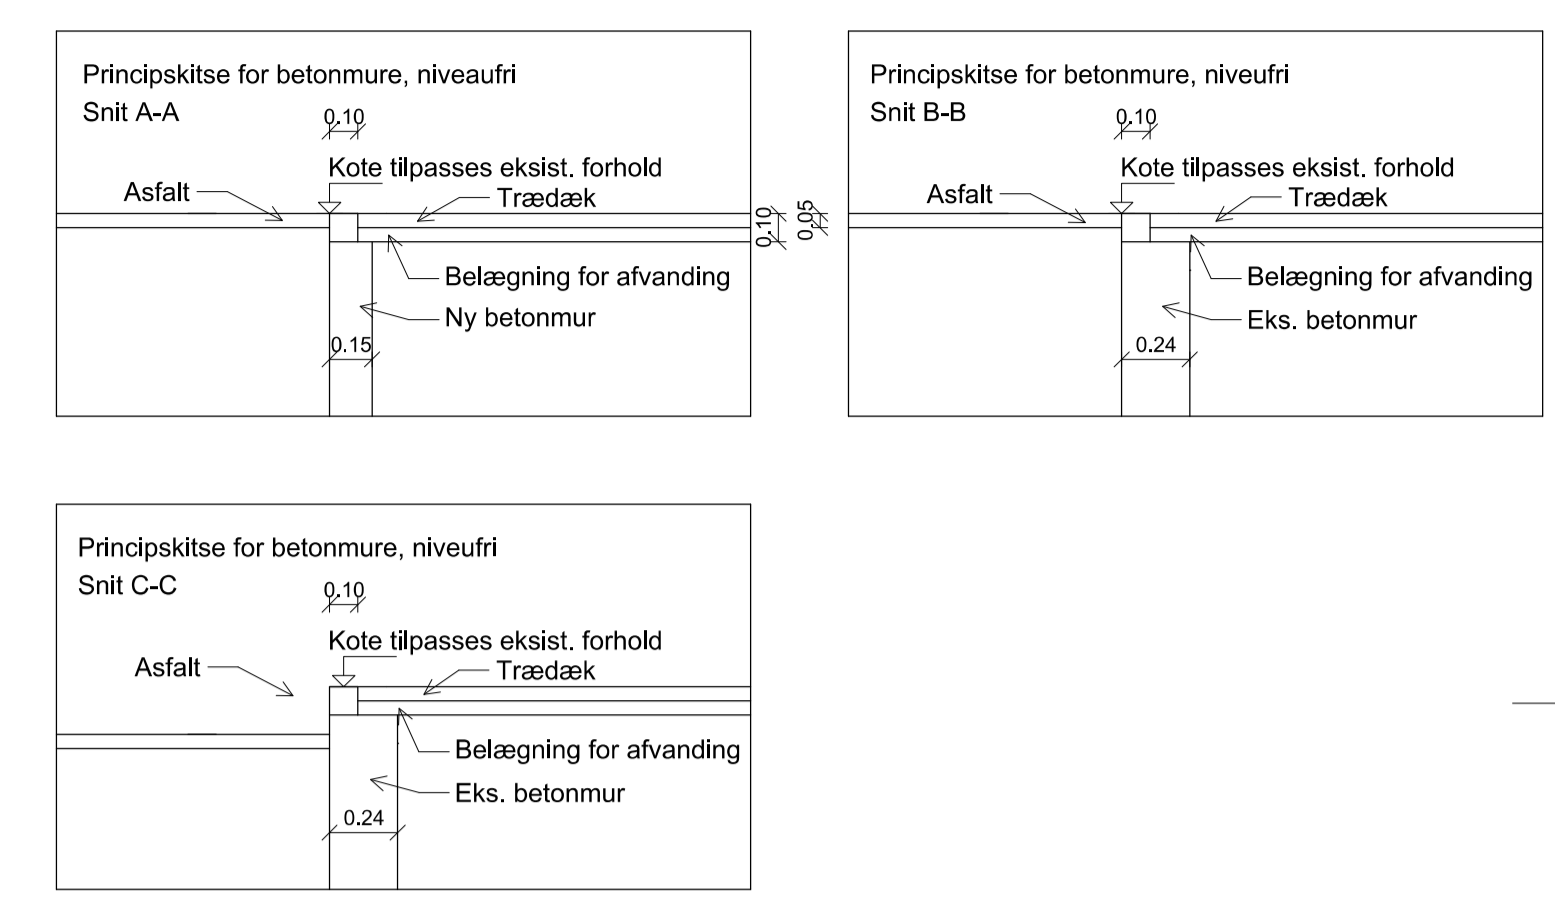 Principskitse for betonmure, niveaufri
Snit A-A
0.10
Kote tilpasses eksist. forhold
Asfalt
Trædæk
0.10
0.05
Belægning for afvanding
Ny betonmur
0.15
Principskitse for betonmure, niveufri
Snit B-B
0.10
Kote tilpasses eksist. forhold
Asfalt
Trædæk
Belægning for afvanding
Eks. betonmur
0.24
Principskitse for betonmure, niveufri
Snit C-C
0.10
Kote tilpasses eksist. forhold
Asfalt
Trædæk
Belægning for afvanding
Eks. betonmur
0.24